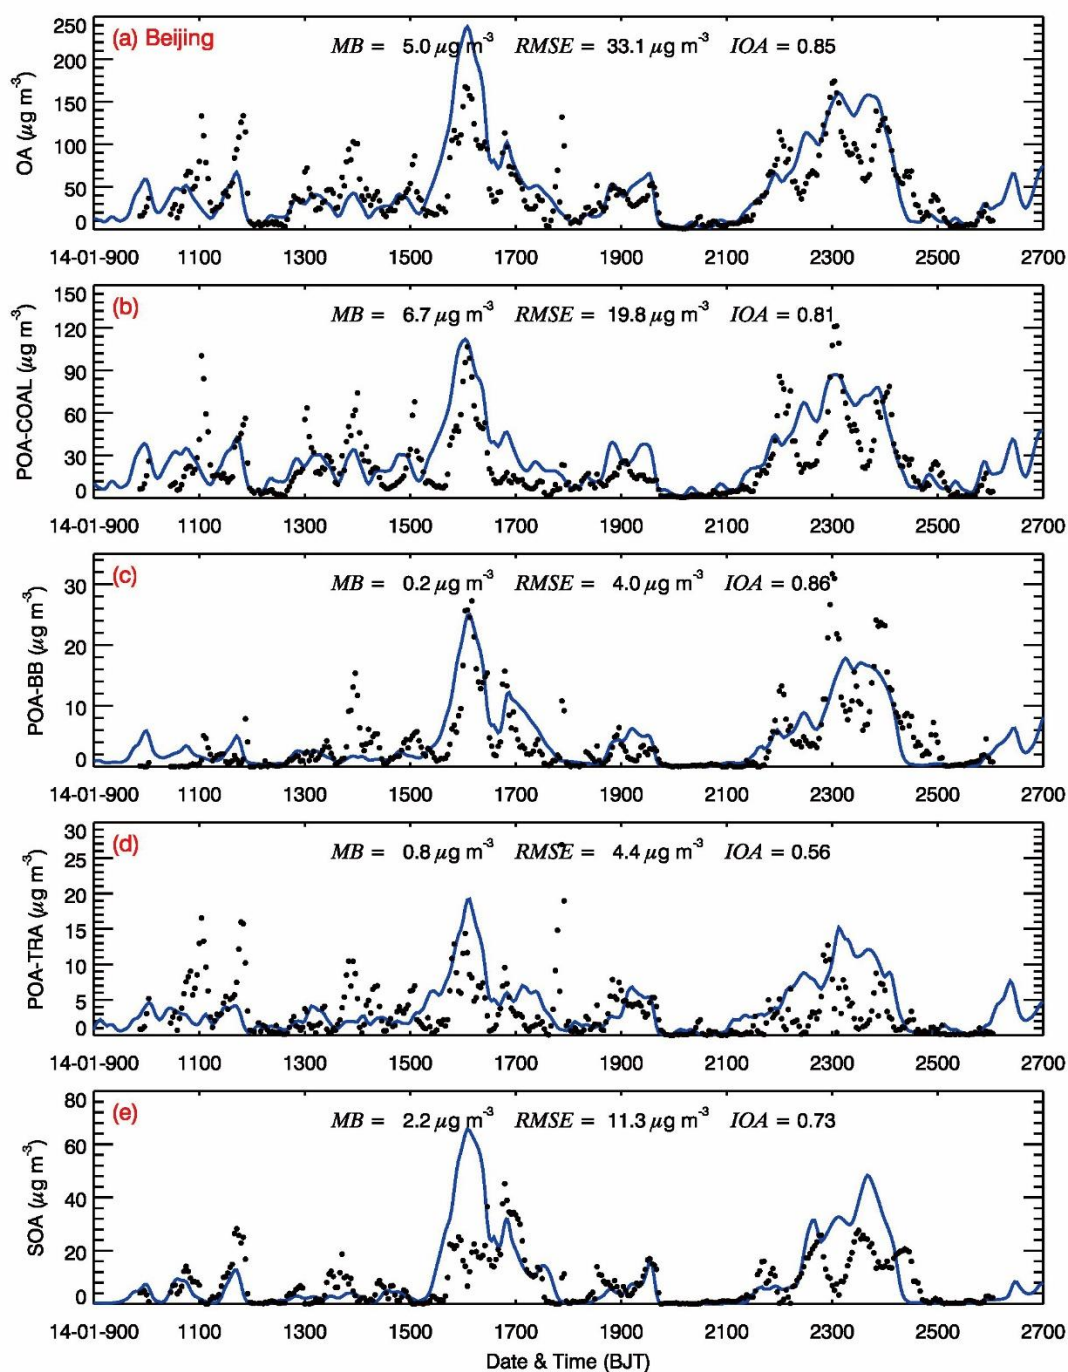 (a) Beijing
MB = 5.0 μg m-3 RMSE = 33.1 μg m-3 IOA = 0.85
OA (μg m-3)
250
200
150
100
50
0
14-01-900 1100 1300 1500 1700 1900 2100 2300 2500 2700
(b)
MB = 6.7 μg m-3 RMSE = 19.8 μg m-3 IOA = 0.81
POA-COAL (μg m-3)
150
120
90
60
30
0
14-01-900 1100 1300 1500 1700 1900 2100 2300 2500 2700
(c)
MB = 0.2 μg m-3 RMSE = 4.0 μg m-3 IOA = 0.86
POA-BB (μg m-3)
30
20
10
0
14-01-900 1100 1300 1500 1700 1900 2100 2300 2500 2700
(d)
MB = 0.8 μg m-3 RMSE = 4.4 μg m-3 IOA = 0.56
POA-TRA (μg m-3)
30
25
20
15
10
5
0
14-01-900 1100 1300 1500 1700 1900 2100 2300 2500 2700
(e)
MB = 2.2 μg m-3 RMSE = 11.3 μg m-3 IOA = 0.73
SOA (μg m-3)
80
60
40
20
0
14-01-900 1100 1300 1500 1700 1900 2100 2300 2500 2700
Date & Time (BJT)